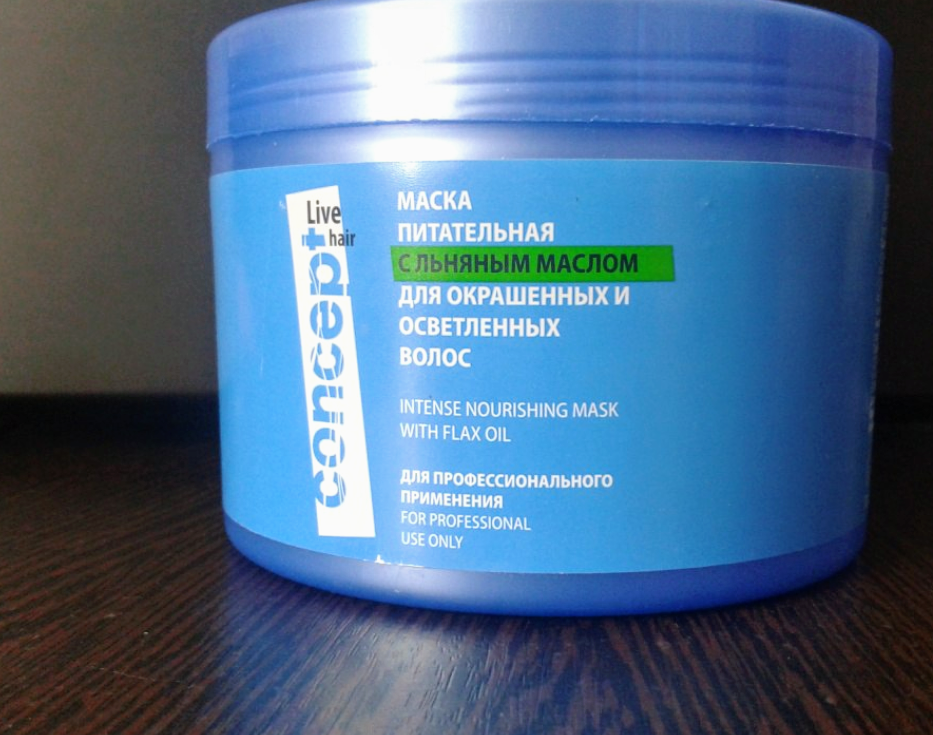 Live
hair
concept
МАСКА
ПИТАТЕЛЬНАЯ
С ЛЬНЯНЫМ МАСЛОМ
ДЛЯ ОКРАШЕННЫХ И
ОСВЕТЛЕННЫХ
ВОЛОС
INTENSE NOURISHING MASK
WITH FLAX OIL
ДЛЯ ПРОФЕССИОНАЛЬНОГО
ПРИМЕНЕНИЯ
FOR PROFESSIONAL
USE ONLY